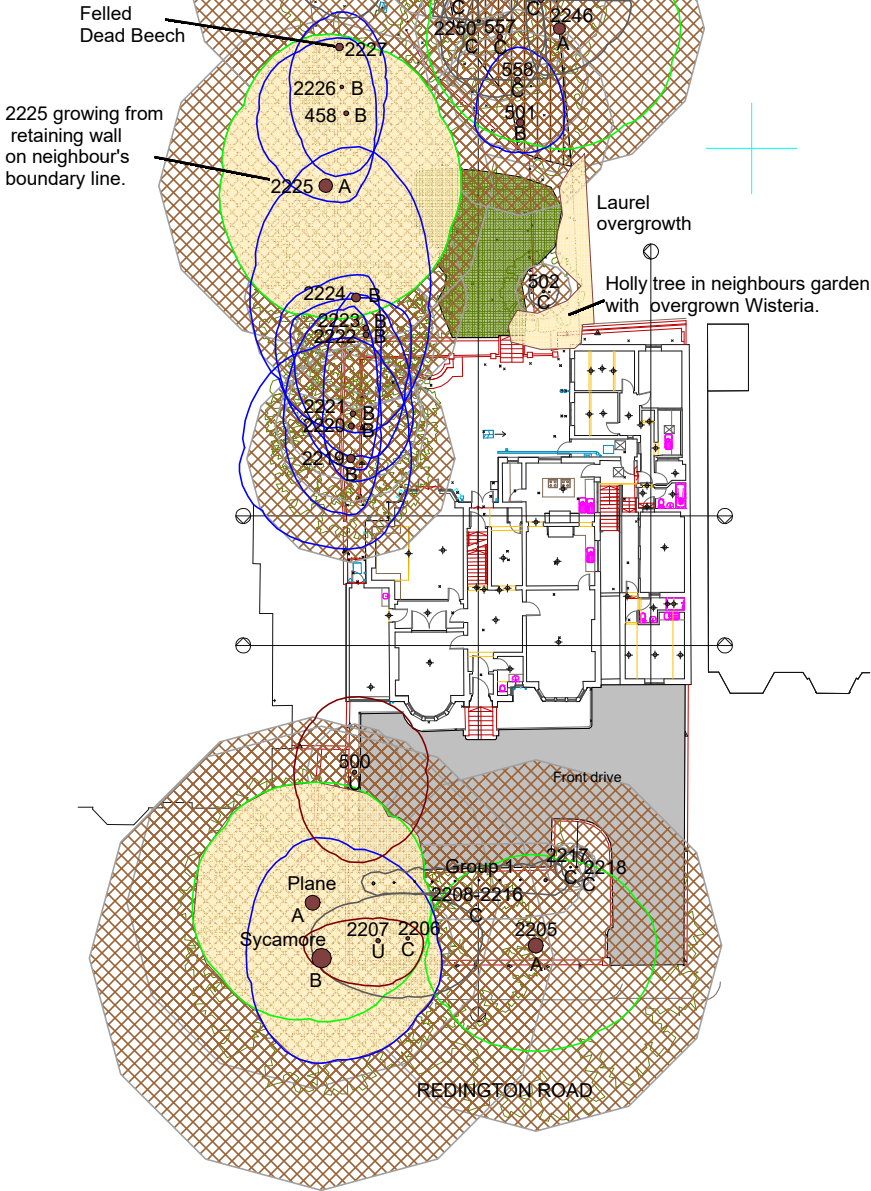 Felled
Dead Beech
C
C
2246
2250
557
A
C
C
2227
558
C
2226
B
458
B
501
B
2225 growing from
retaining wall
on neighbour's
boundary line.
2225
A
Laurel
overgrowth
502
C
Holly tree in neighbours garden
with overgrown Wisteria.
2224
B
2223
B
2222
B
2221
B
2220
B
2219
B
500
U
Front drive
Group 1
2217
C
2218
C
2208-2216
C
Plane
A
Sycamore
B
2207
U
2206
C
2205
A
REDINGTON ROAD